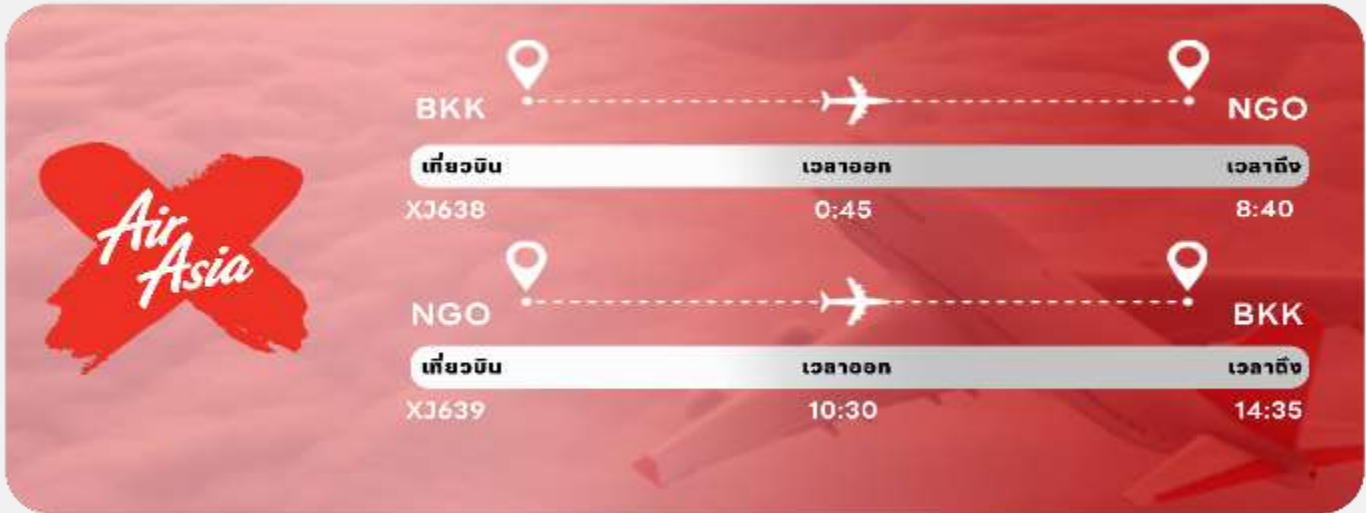 Air
Asia
BKK NGO
เที่ยวบิน เวลาออก เวลาถึง
XJ638 0:45 8:40
NGO BKK
เที่ยวบิน เวลาออก เวลาถึง
XJ639 10:30 14:35